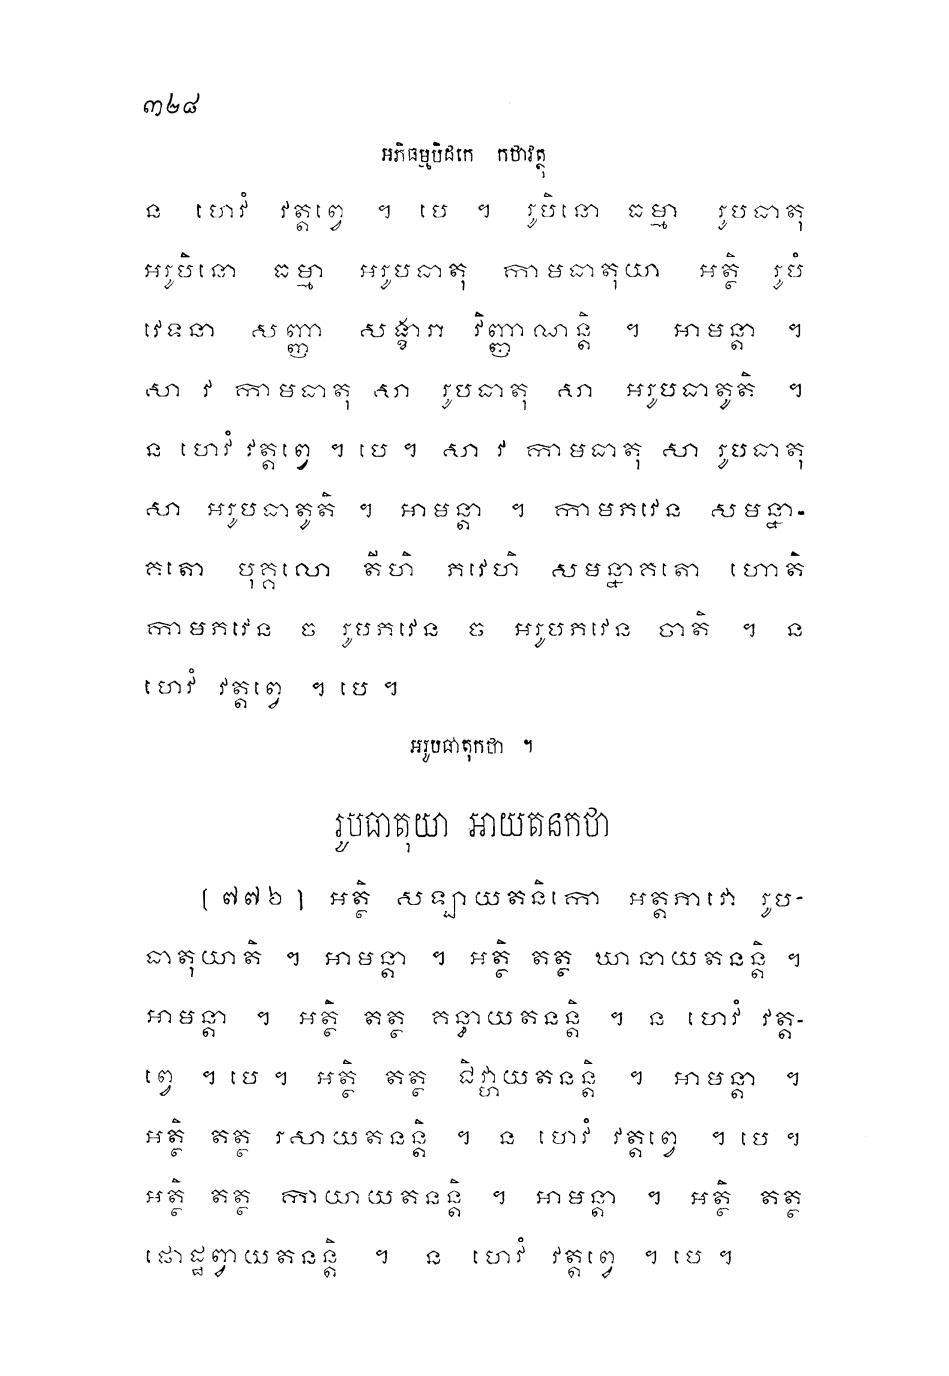 ៣២៨
អភិធម្មបិដកេ កថាវត្ថុ
ន ហេវំ វត្តព្វេ ។ បេ ។ រូបិនោ ធម្មា រូបធាតុ
អរូបិនោ ធម្មា អរូបធាតុ កាមធាតុយា អត្ថិ រូបំ
វេទនា សញ្ញា សង្ខារា វិញ្ញាណន្តិ ។ អាមន្តា ។
សា វ កាមធាតុ សា រូបធាតុ សា អរូបធាតូតិ ។
ន ហេវំ វត្តព្វេ ។ បេ ។ សា វ កាមធាតុ សា រូបធាតុ
សា អរូបធាតូតិ ។ អាមន្តា ។ កាមភវេន សមន្នា-
គតោ បុគ្គលោ តីហិ ភវេហិ សមន្នាគតោ ហោតិ
កាមភវេន ច រូបភវេន ច អរូបភវេន ចាតិ ។ ន
ហេវំ វត្តព្វេ ។ បេ ។
អរូបធាតុកថា ។
រូបធាតុយា អាយតនកថា
[៧៧៦] អត្ថិ សឡាយតនិកោ អត្តភាវោ រូប-
ធាតុយាតិ ។ អាមន្តា ។ អត្ថិ តត្ថ ឃានាយតនន្តិ ។
អាមន្តា ។ អត្ថិ តត្ថ គន្ធាយតនន្តិ ។ ន ហេវំ វត្ត-
ព្វេ ។ បេ ។ អត្ថិ តត្ថ ជិវ្ហាយតនន្តិ ។ អាមន្តា ។
អត្ថិ តត្ថ រសាយតនន្តិ ។ ន ហេវំ វត្តព្វេ ។ បេ ។
អត្ថិ តត្ថ កាយាយតនន្តិ ។ អាមន្តា ។ អត្ថិ តត្ថ
ផោដ្ឋព្វាយតនន្តិ ។ ន ហេវំ វត្តព្វេ ។ បេ ។